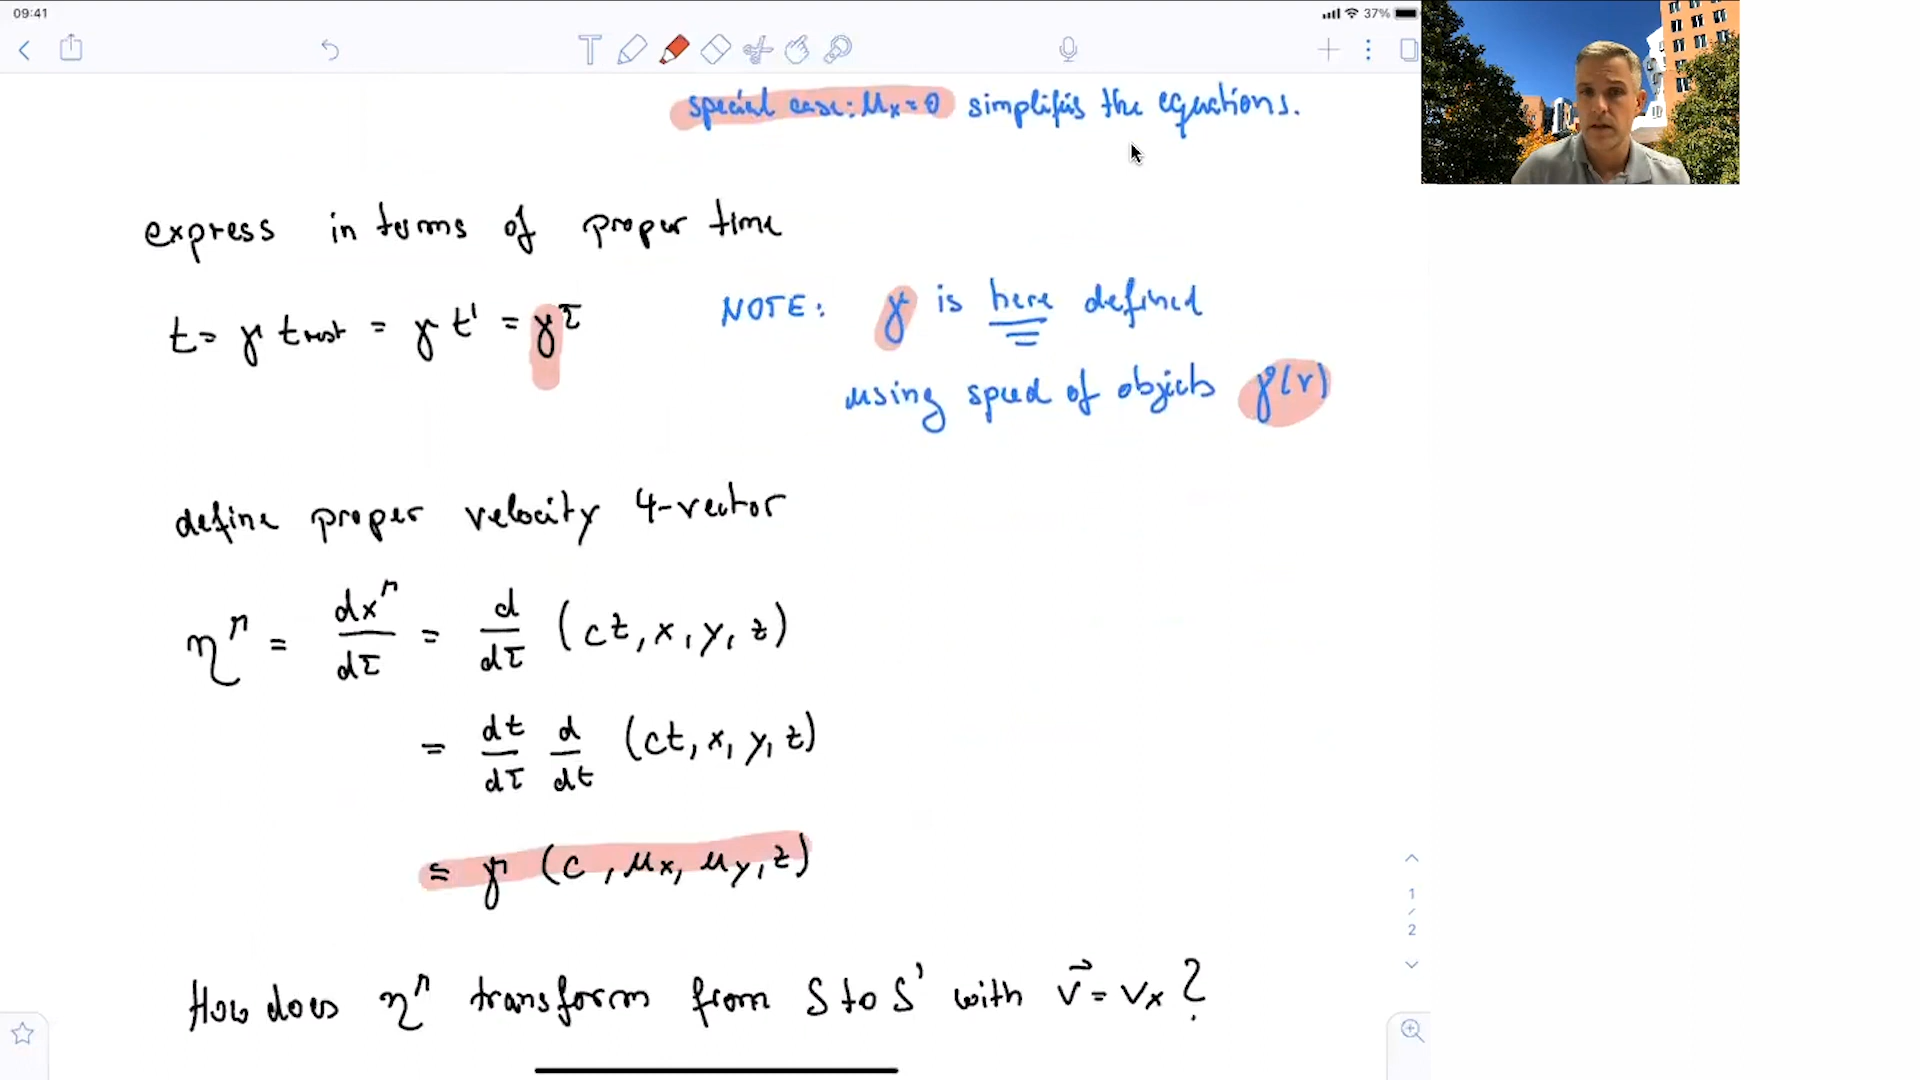 09:41
37%
special case: ux = 0 simplifies the equations.
express in terms of proper time
t = γ t rest = γ t' = γ τ
NOTE: γ is here defined
using speed of objects γ(v)
define proper velocity 4-vector
η^μ = dx^μ/dτ = d/dτ (ct, x, y, z)
= dt/dτ d/dt (ct, x, y, z)
= γ (c, ux, uy, z)
How does η^μ transform from S to S' with v⃗ = vx ?
1
/
2